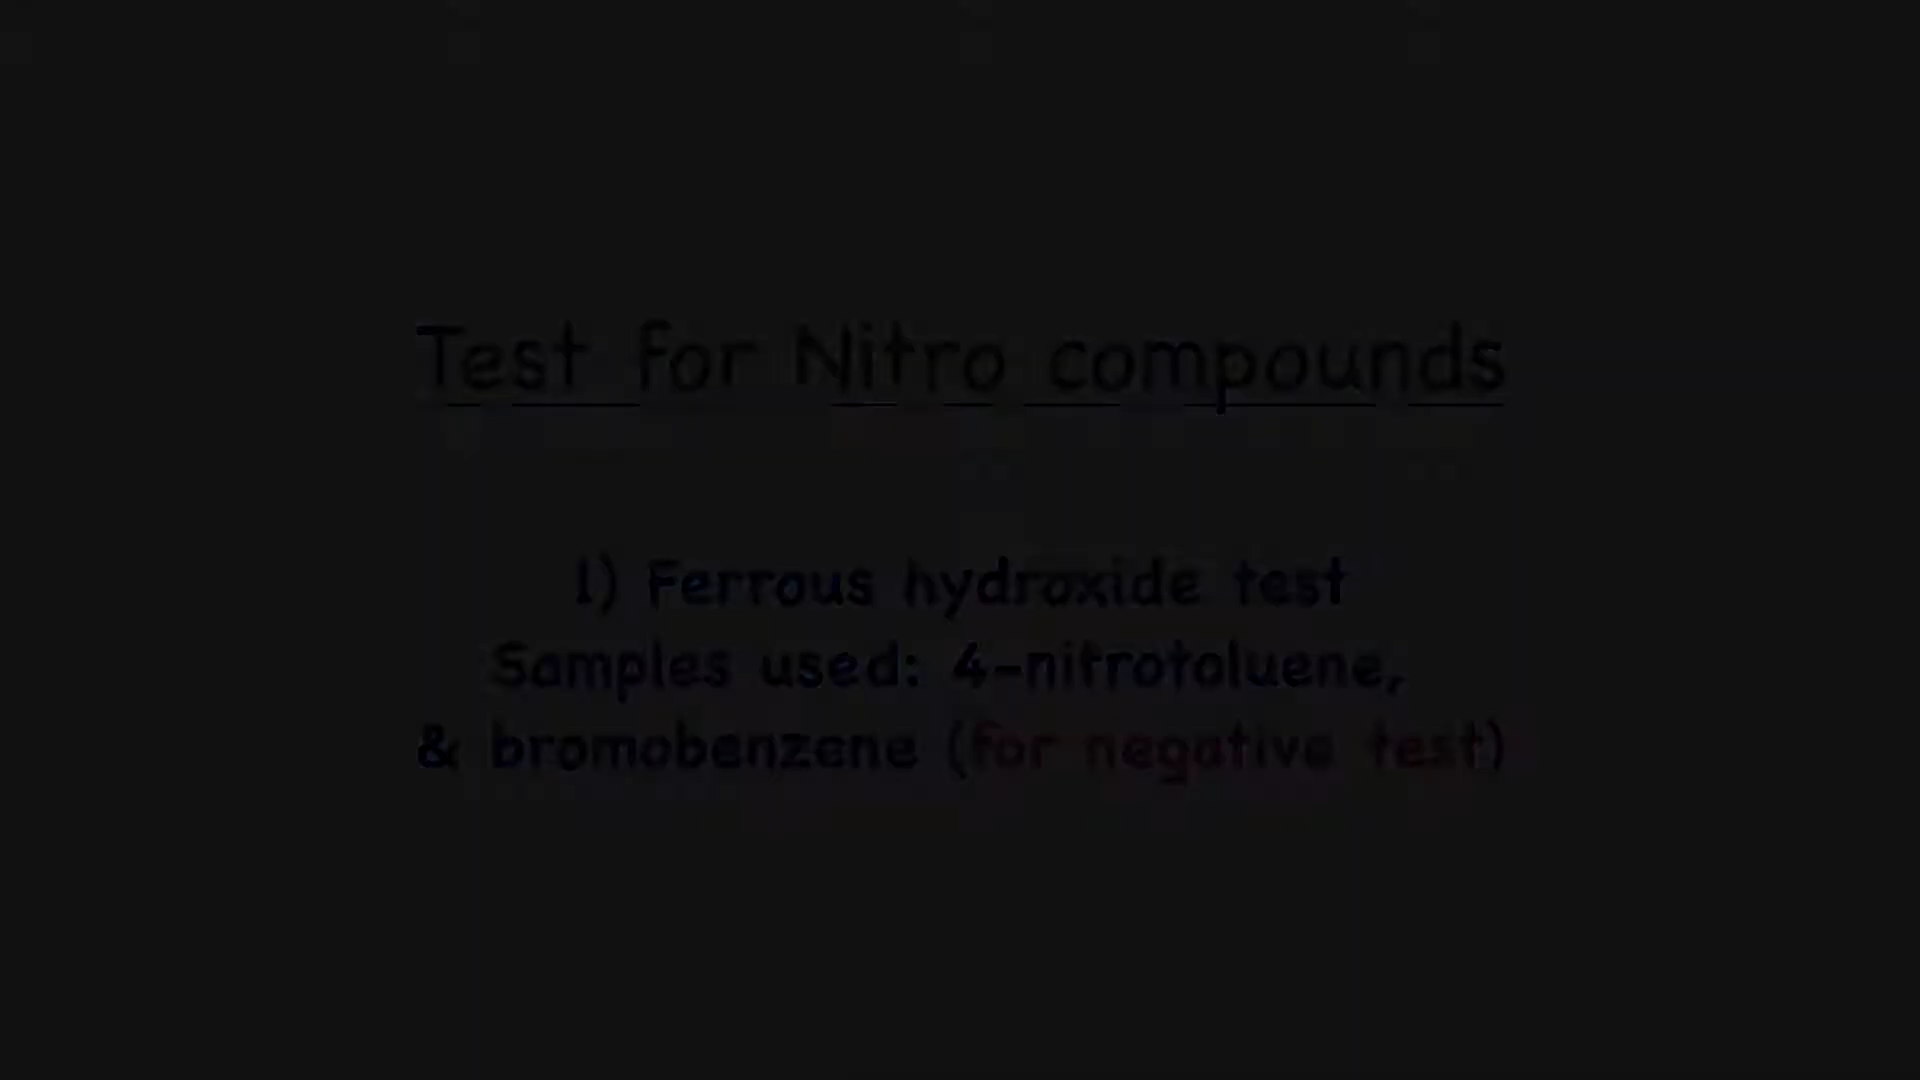 Test for Nitro compounds
1) Ferrous hydroxide test
Samples used: 4-nitrotoluene,
& bromobenzene (for negative test)